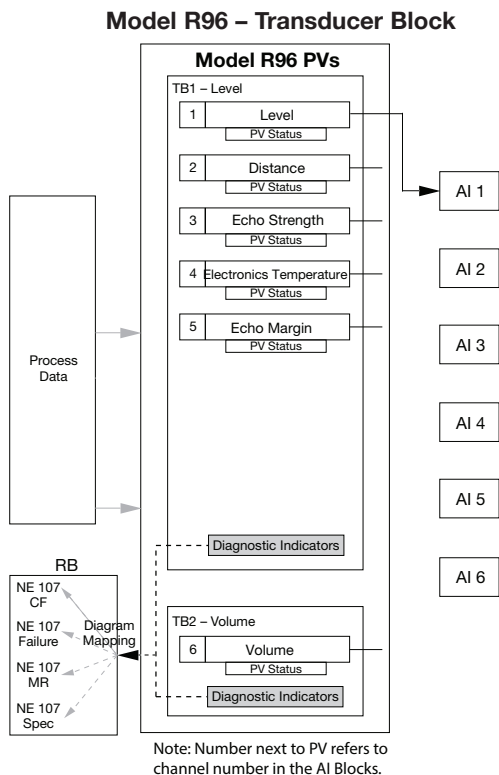 Model R96 – Transducer Block
Model R96 PVs
TB1 – Level
1 Level
PV Status
2 Distance
PV Status
3 Echo Strength
PV Status
4 Electronics Temperature
PV Status
5 Echo Margin
PV Status
Diagnostic Indicators
TB2 – Volume
6 Volume
PV Status
Diagnostic Indicators
Process
Data
RB
NE 107
CF
NE 107
Failure
NE 107
MR
NE 107
Spec
Diagram
Mapping
AI 1
AI 2
AI 3
AI 4
AI 5
AI 6
Note: Number next to PV refers to
channel number in the AI Blocks.